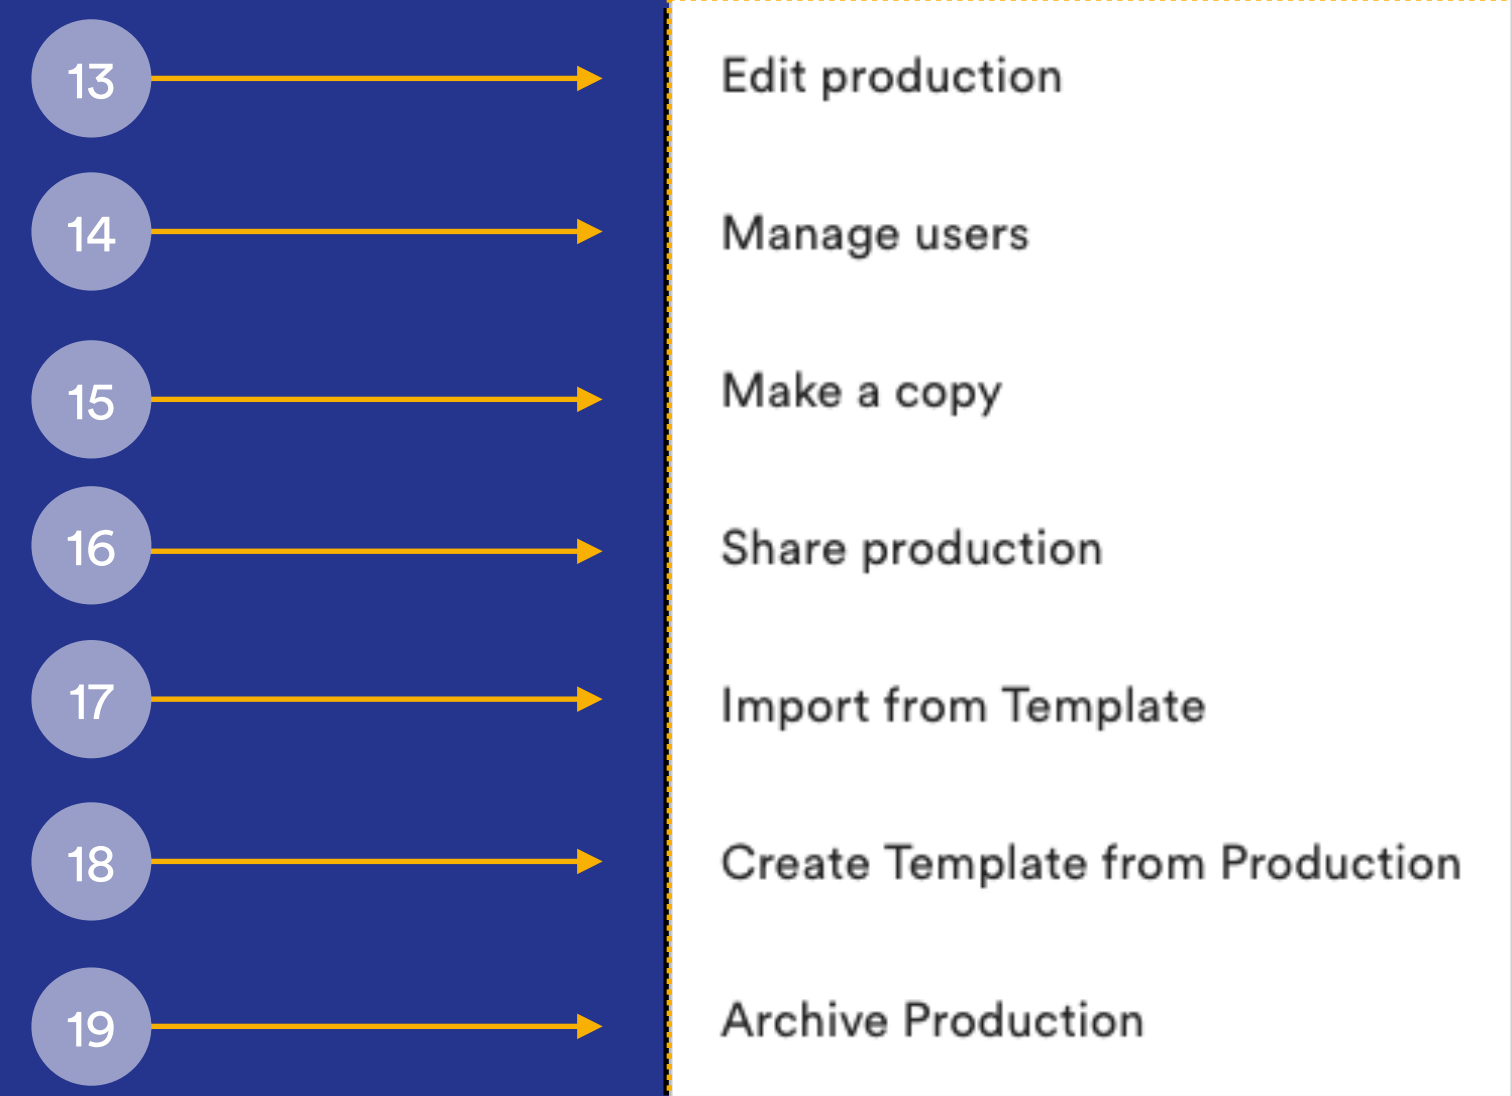 13 Edit production
14 Manage users
15 Make a copy
16 Share production
17 Import from Template
18 Create Template from Production
19 Archive Production